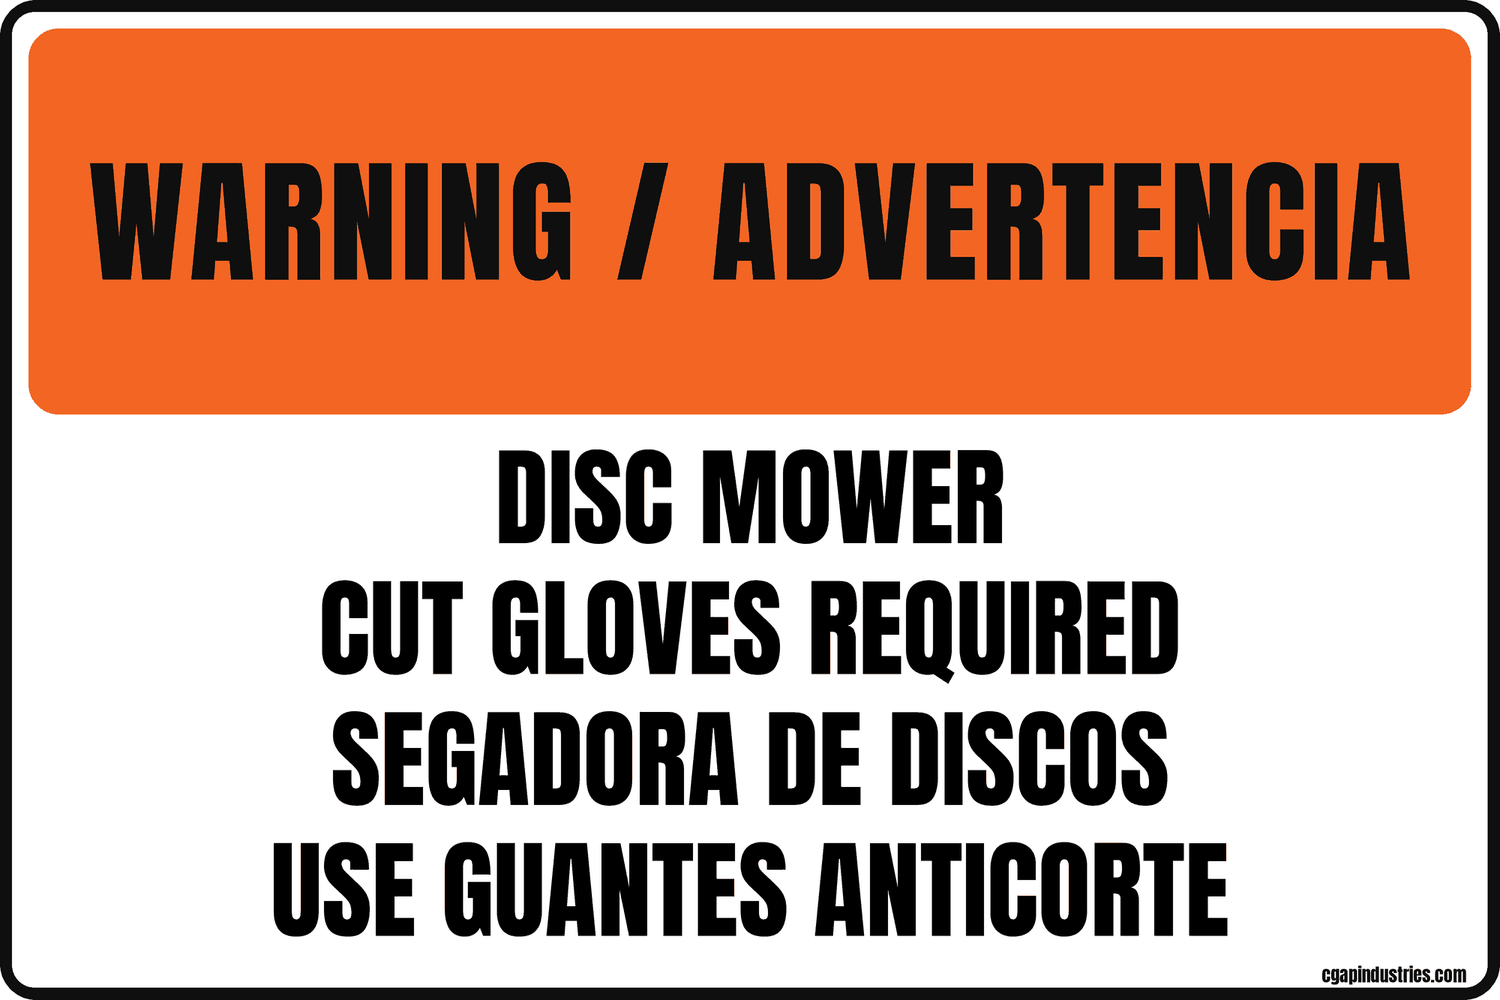 WARNING / ADVERTENCIA
DISC MOWER
CUT GLOVES REQUIRED
SEGADORA DE DISCOS
USE GUANTES ANTICORTE
cgapindustries.com